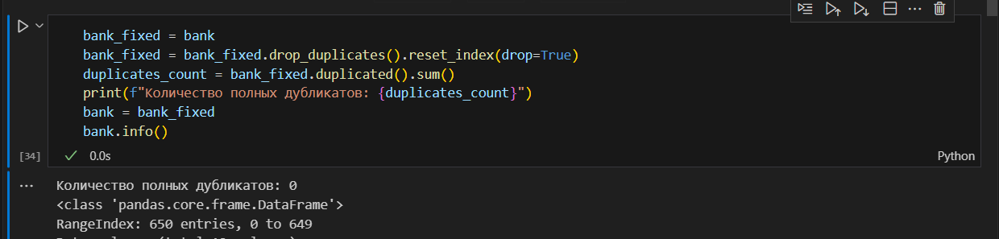 bank_fixed = bank
bank_fixed = bank_fixed.drop_duplicates().reset_index(drop=True)
duplicates_count = bank_fixed.duplicated().sum()
print(f"Количество полных дубликатов: {duplicates_count}")
bank = bank_fixed
bank.info()
[34] 0.0s Python
Количество полных дубликатов: 0
<class 'pandas.core.frame.DataFrame'>
RangeIndex: 650 entries, 0 to 649